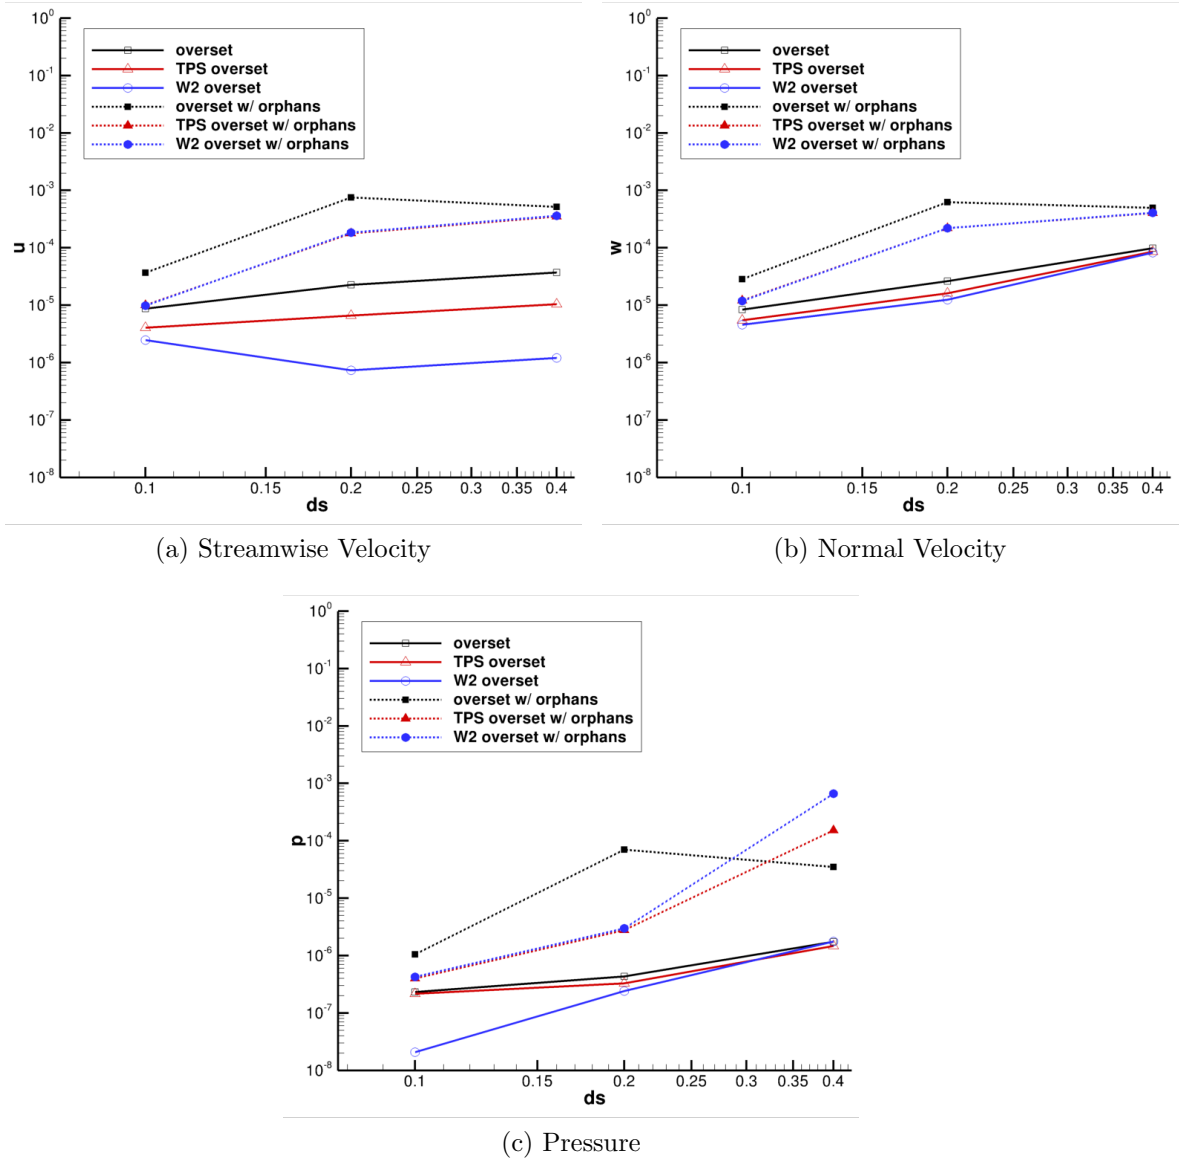 10^0
10^-1
10^-2
10^-3
10^-4
10^-5
10^-6
10^-7
10^-8
u
overset
TPS overset
W2 overset
overset w/ orphans
TPS overset w/ orphans
W2 overset w/ orphans
0.1 0.15 0.2 0.25 0.3 0.35 0.4
ds
(a) Streamwise Velocity
10^0
10^-1
10^-2
10^-3
10^-4
10^-5
10^-6
10^-7
10^-8
w
overset
TPS overset
W2 overset
overset w/ orphans
TPS overset w/ orphans
W2 overset w/ orphans
0.1 0.15 0.2 0.25 0.3 0.35 0.4
ds
(b) Normal Velocity
10^0
10^-1
10^-2
10^-3
10^-4
10^-5
10^-6
10^-7
10^-8
p
overset
TPS overset
W2 overset
overset w/ orphans
TPS overset w/ orphans
W2 overset w/ orphans
0.1 0.15 0.2 0.25 0.3 0.35 0.4
ds
(c) Pressure